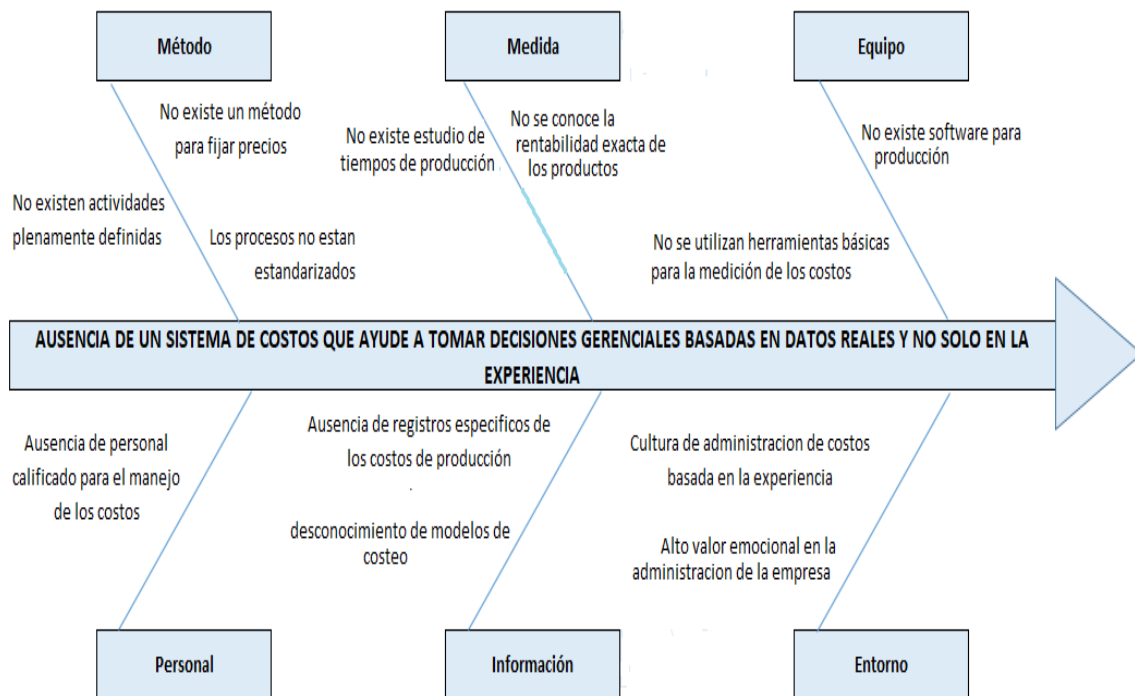 Método
Medida
Equipo
No existe un método
para fijar precios
No existen actividades
plenamente definidas
Los procesos no estan
estandarizados
No existe estudio de
tiempos de producción
No se conoce la
rentabilidad exacta de
los productos
No existe software para
producción
No se utilizan herramientas básicas
para la medición de los costos
AUSENCIA DE UN SISTEMA DE COSTOS QUE AYUDE A TOMAR DECISIONES GERENCIALES BASADAS EN DATOS REALES Y NO SOLO EN LA
EXPERIENCIA
Ausencia de personal
calificado para el manejo
de los costos
Ausencia de registros especificos de
los costos de producción
.
desconocimiento de modelos de
costeo
Cultura de administracion de costos
basada en la experiencia
Alto valor emocional en la
administracion de la empresa
Personal
Información
Entorno